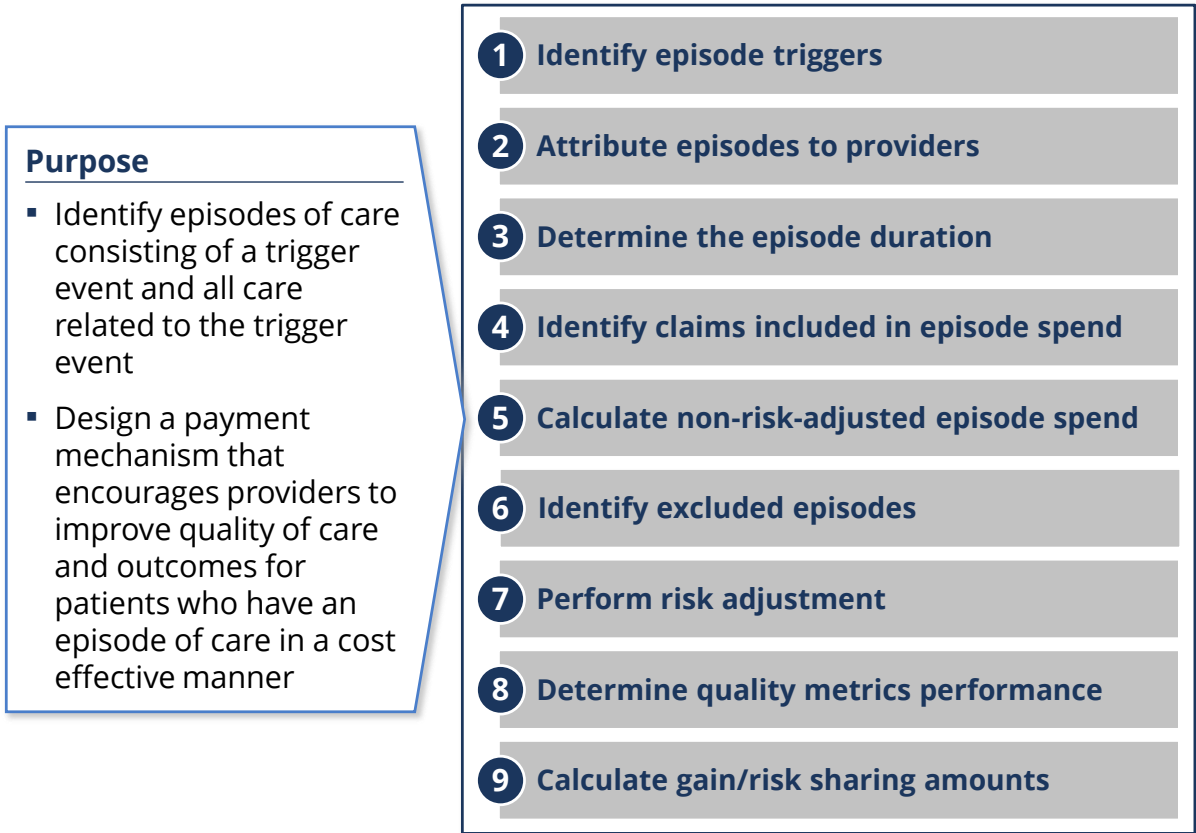 Purpose
▪ Identify episodes of care
consisting of a trigger
event and all care
related to the trigger
event
▪ Design a payment
mechanism that
encourages providers to
improve quality of care
and outcomes for
patients who have an
episode of care in a cost
effective manner
1 Identify episode triggers
2 Attribute episodes to providers
3 Determine the episode duration
4 Identify claims included in episode spend
5 Calculate non-risk-adjusted episode spend
6 Identify excluded episodes
7 Perform risk adjustment
8 Determine quality metrics performance
9 Calculate gain/risk sharing amounts